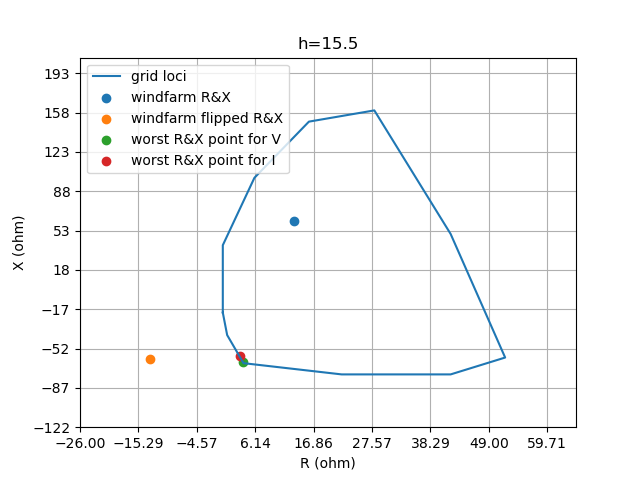 h=15.5
grid loci
windfarm R&X
windfarm flipped R&X
worst R&X point for V
worst R&X point for I
193
158
123
88
53
18
−17
−52
−87
−122
X (ohm)
−26.00 −15.29 −4.57 6.14 16.86 27.57 38.29 49.00 59.71
R (ohm)